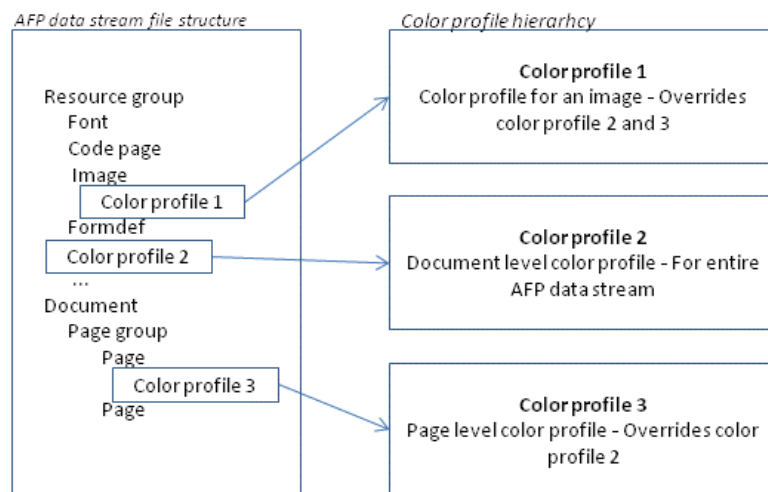 AFP data stream file structure
Resource group
Font
Code page
Image
Color profile 1
Formdef
Color profile 2
...
Document
Page group
Page
Color profile 3
Page
Color profile hierarhcy
Color profile 1
Color profile for an image - Overrides
color profile 2 and 3
Color profile 2
Document level color profile - For entire
AFP data stream
Color profile 3
Page level color profile - Overrides color
profile 2